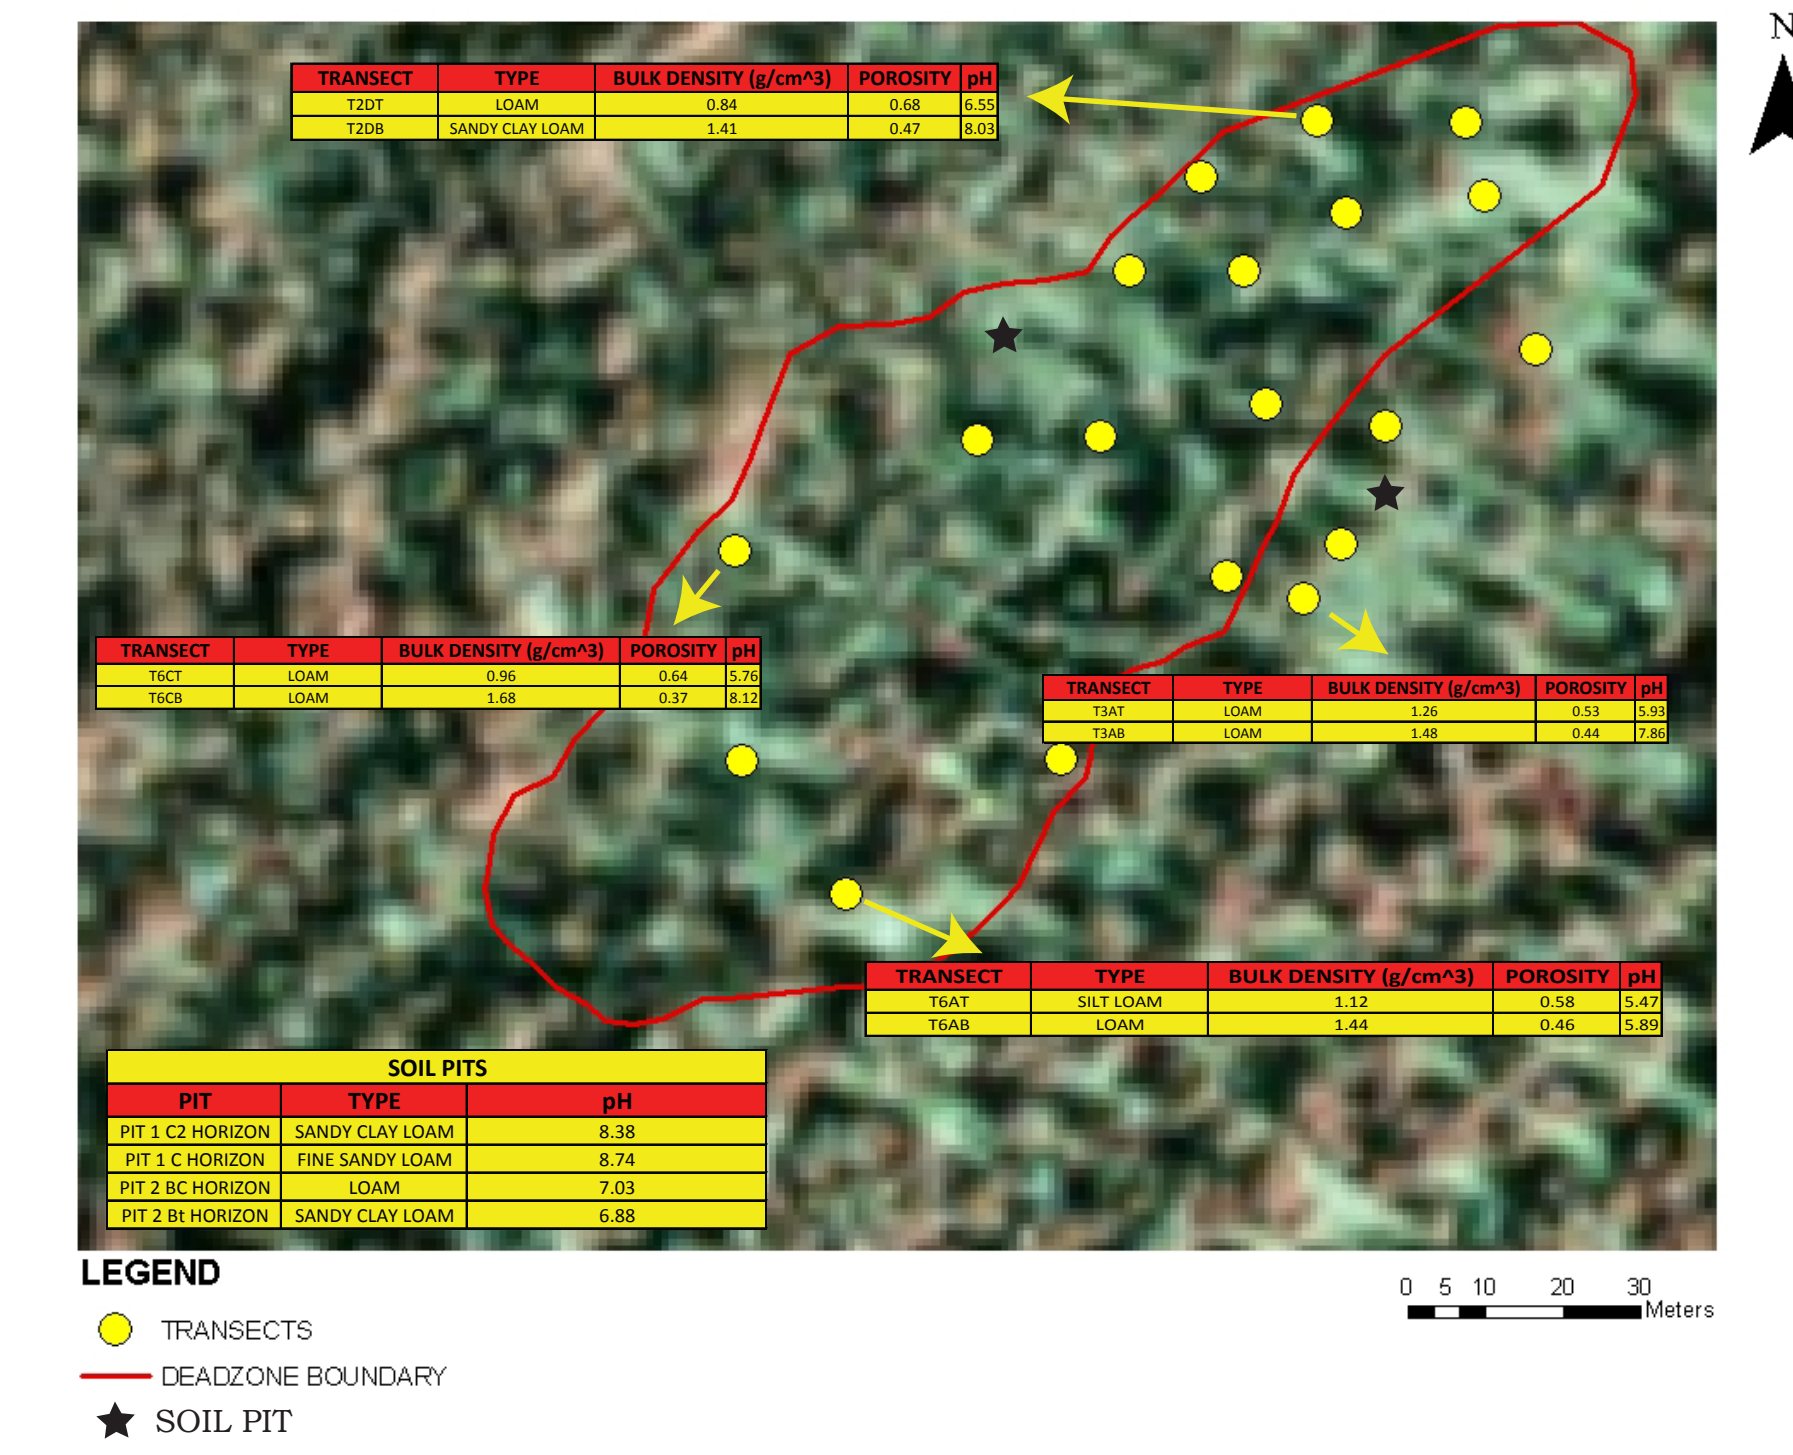 N
TRANSECT TYPE BULK DENSITY (g/cm^3) POROSITY pH
T2DT LOAM 0.84 0.68 6.55
T2DB SANDY CLAY LOAM 1.41 0.47 8.03
TRANSECT TYPE BULK DENSITY (g/cm^3) POROSITY pH
T6CT LOAM 0.96 0.64 5.76
T6CB LOAM 1.68 0.37 8.12
TRANSECT TYPE BULK DENSITY (g/cm^3) POROSITY pH
T3AT LOAM 1.26 0.53 5.93
T3AB LOAM 1.48 0.44 7.86
TRANSECT TYPE BULK DENSITY (g/cm^3) POROSITY pH
T6AT SILT LOAM 1.12 0.58 5.47
T6AB LOAM 1.44 0.46 5.89
SOIL PITS
PIT TYPE pH
PIT 1 C2 HORIZON SANDY CLAY LOAM 8.38
PIT 1 C HORIZON FINE SANDY LOAM 8.74
PIT 2 BC HORIZON LOAM 7.03
PIT 2 Bt HORIZON SANDY CLAY LOAM 6.88
LEGEND
TRANSECTS
DEADZONE BOUNDARY
SOIL PIT
0 5 10 20 30
Meters